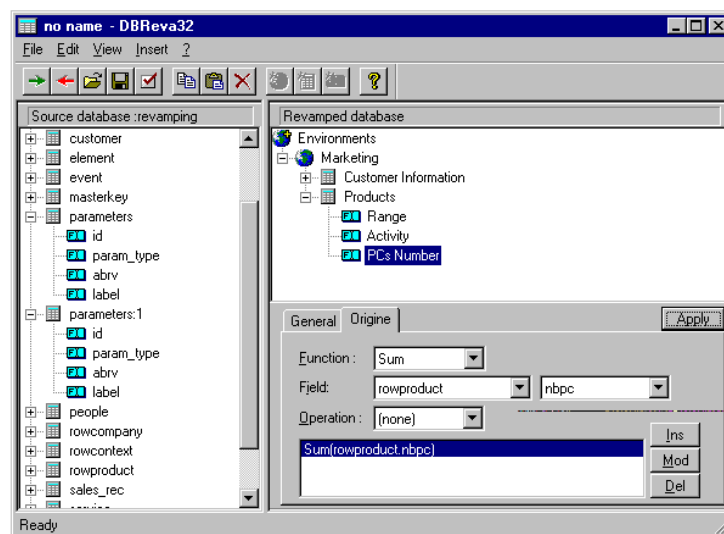 no name - DBReva32
File Edit View Insert ?
Source database :revamping
customer
element
event
masterkey
parameters
id
param_type
abrv
label
parameters:1
id
param_type
abrv
label
people
rowcompany
rowcontext
rowproduct
sales_rec
Revamped database
Environments
Marketing
Customer Information
Products
Range
Activity
PCs Number
General Origine Apply
Function : Sum
Field: rowproduct nbpc
Operation : (none)
Sum(rowproduct.nbpc)
Ins
Mod
Del
Ready